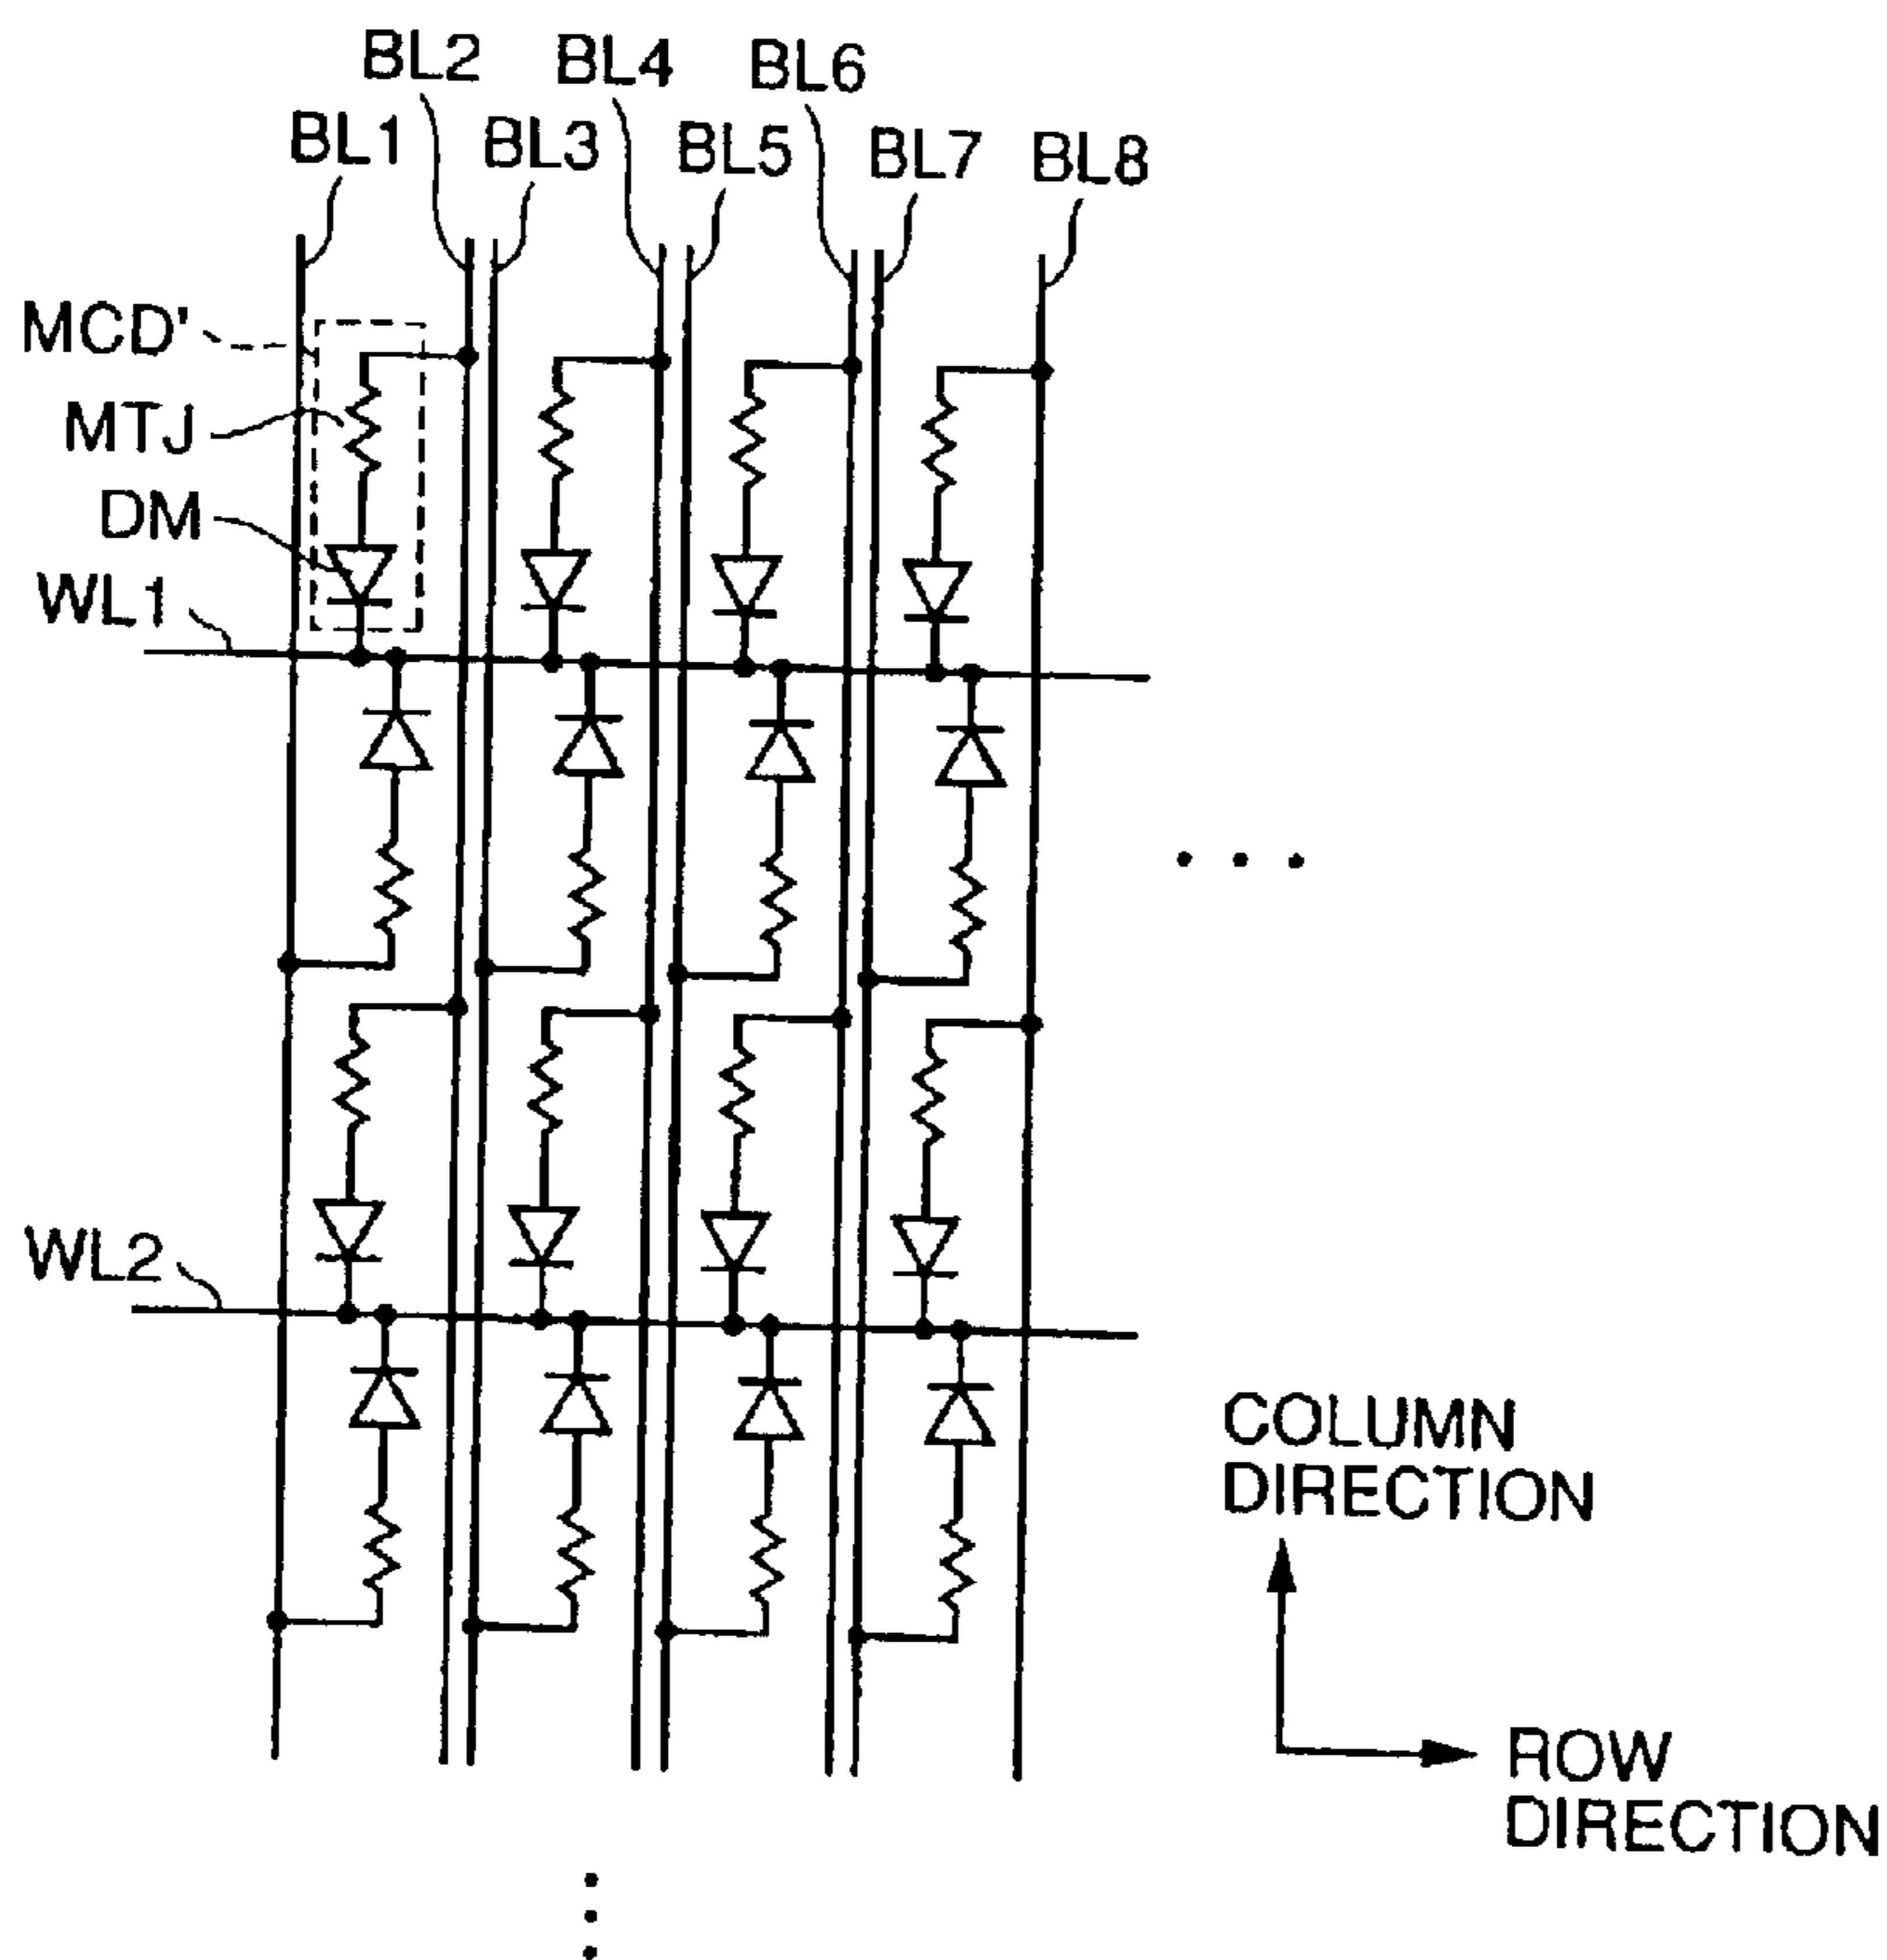 BL2 BL4 BL6
BL1 BL3 BL5 BL7 BL8
MCD'
MTJ
DM
WL1
WL2
COLUMN
DIRECTION
ROW
DIRECTION